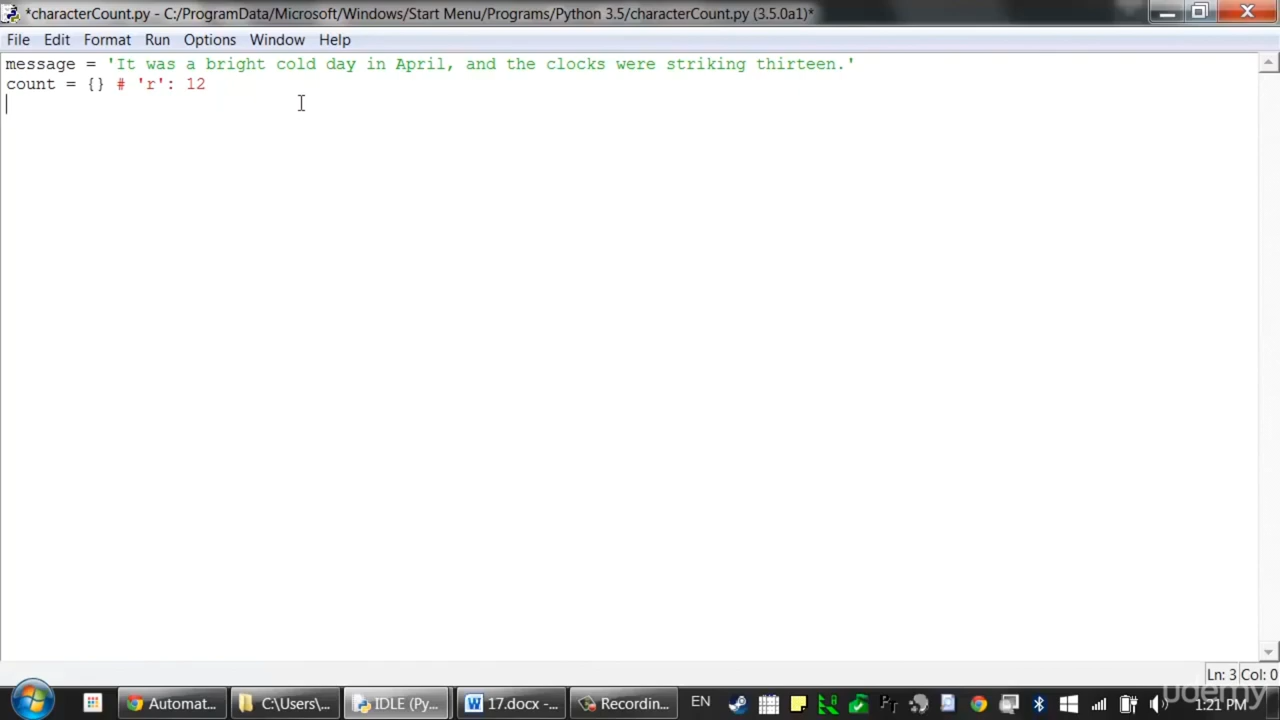 *characterCount.py - C:/ProgramData/Microsoft/Windows/Start Menu/Programs/Python 3.5/characterCount.py (3.5.0a1)*
File Edit Format Run Options Window Help
message = 'It was a bright cold day in April, and the clocks were striking thirteen.'
count = {} # 'r': 12
Ln: 3 Col: 0
Automat... C:\Users\... IDLE (Py... 17.docx -... Recordin... EN 1:21 PM
udemy